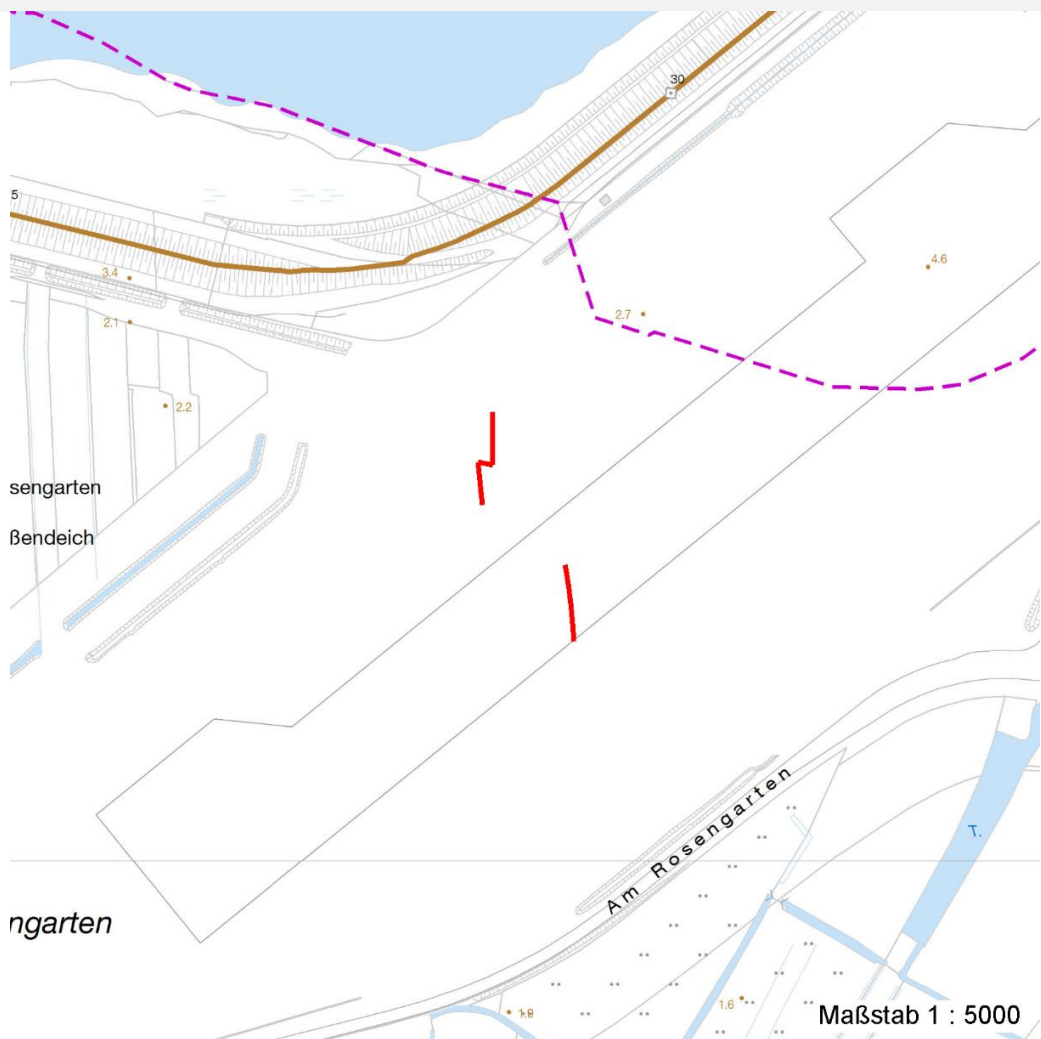 30
5
3.4
4.6
2.7
2.1
2.2
sengarten
ßendeich
Am Rosengarten
T.
ngarten
1.6
Maßstab 1 : 5000